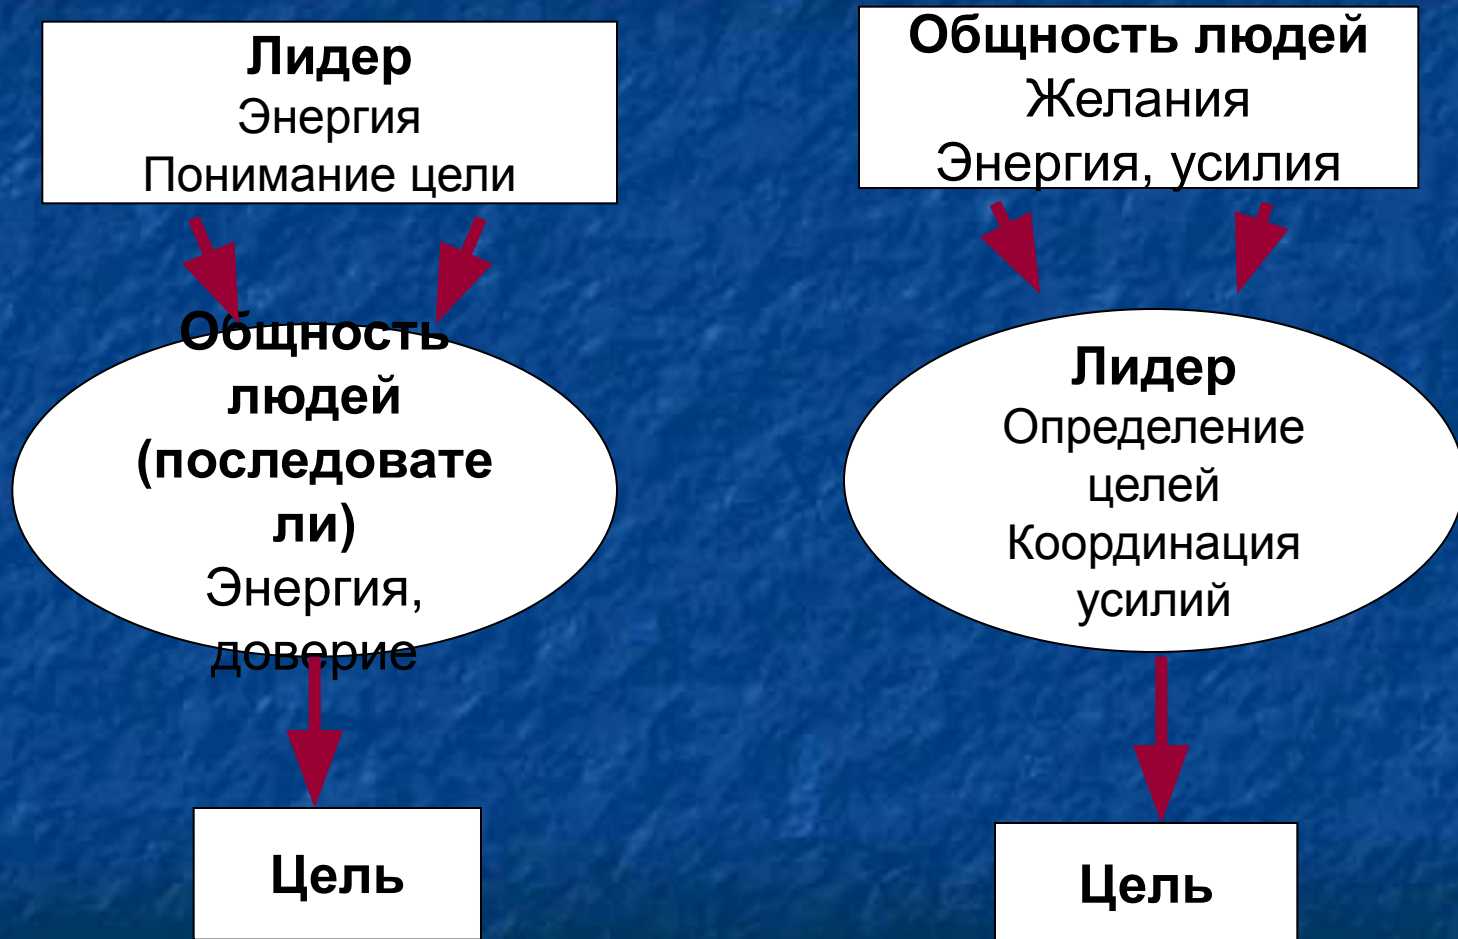 Лидер
Энергия
Понимание цели
Общность
людей
(последовате
ли)
Энергия,
доверие
Цель
Общность людей
Желания
Энергия, усилия
Лидер
Определение
целей
Координация
усилий
Цель